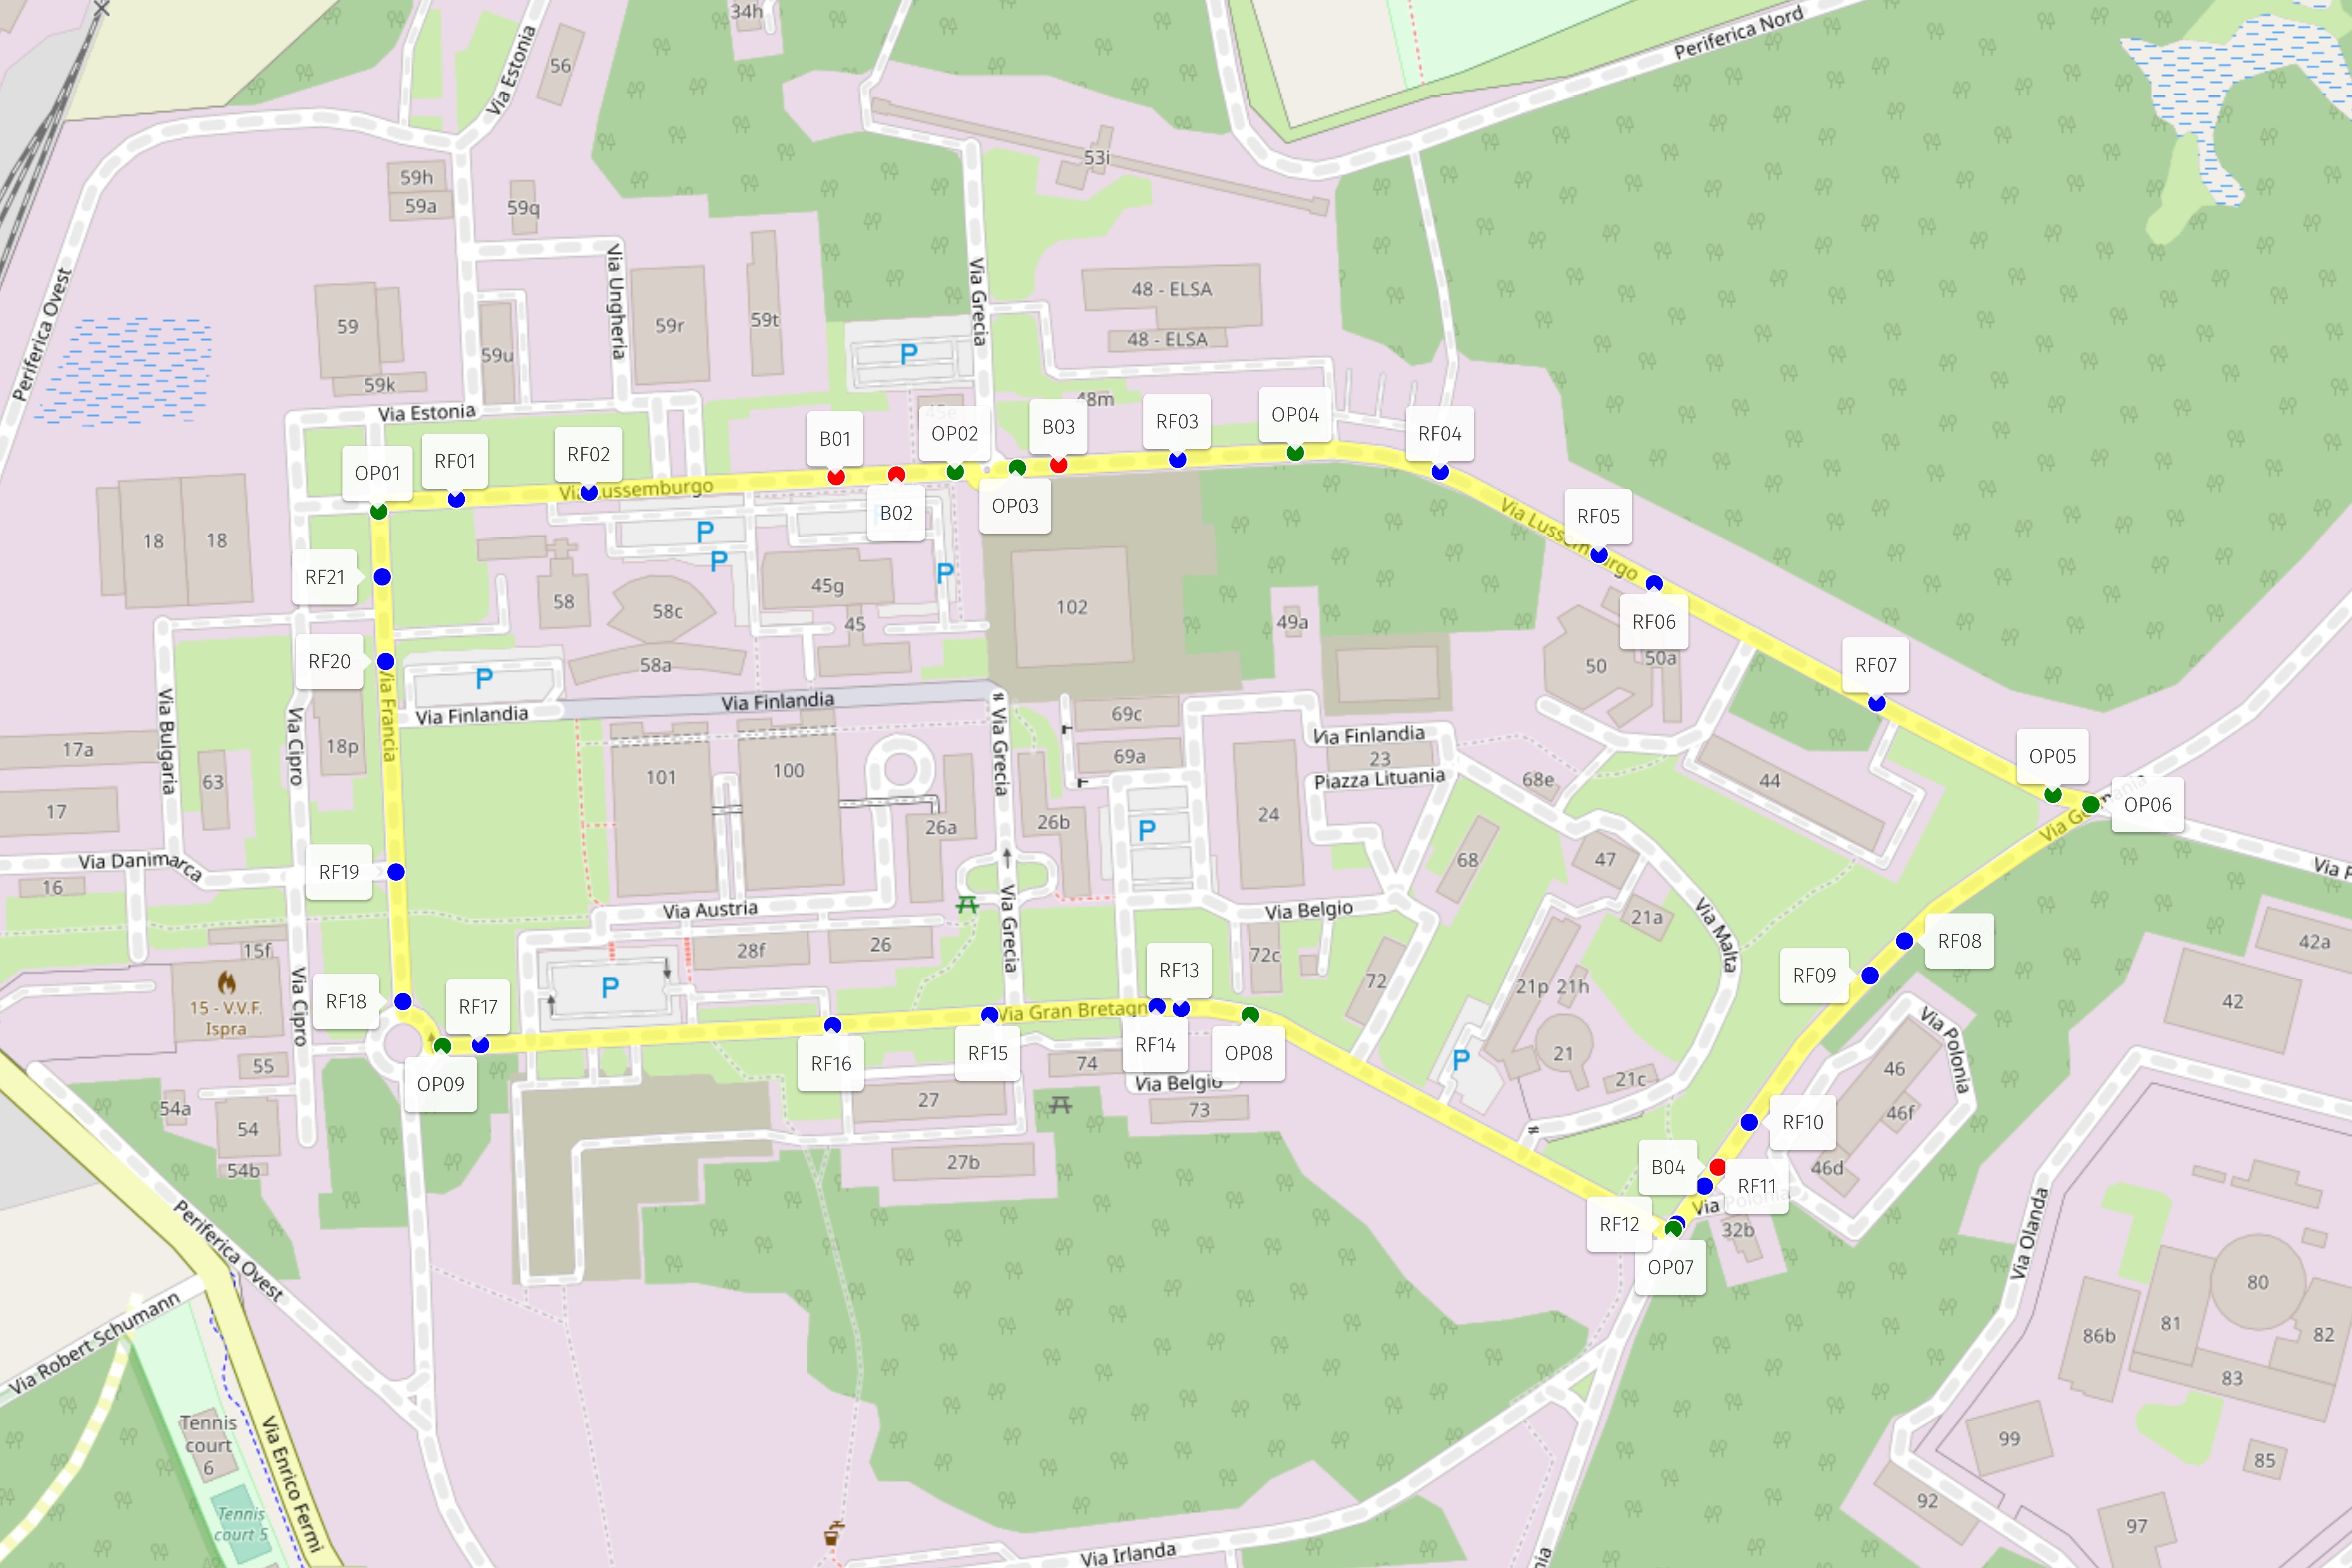 34h
Periferica Nord
Via Estonia
56
53i
59h
59a
59q
Via Ungheria
Via Grecia
Periferica Ovest
59
59r
59t
48 - ELSA
48 - ELSA
59u
59k
P
Via Estonia
45e
48m
OP01
RF01
RF02
B01
OP02
B03
RF03
OP04
RF04
Via Lussemburgo
B02
OP03
Via Lussemburgo
RF05
18
18
P
P
P
RF21
58
58c
45g
45
102
49a
RF06
50
50a
RF20
58a
P
RF07
Via Francia
Via Finlandia
Via Finlandia
Via Bulgaria
Via Cipro
18p
17a
63
17
101
100
Via Grecia
69c
69a
Via Finlandia
23
Piazza Lituania
68e
44
OP05
OP06
Via G
26a
26b
P
24
68
47
RF19
Via Danimarca
16
Via P
Via Austria
Via Grecia
Via Belgio
21a
Via Malta
RF08
42a
15f
28f
26
72c
72
21p
21h
RF09
42
Via Cipro
15 - V.V.F.
Ispra
RF18
RF17
P
RF13
Via Gran Bretagn
RF16
RF15
RF14
OP08
P
21
Via Polonia
46
55
OP09
74
Via Belgio
73
21c
46f
54a
54
54b
27
27b
RF10
B04
RF11
46d
Via Polonia
RF12
32b
OP07
Via Olanda
Periferica Ovest
80
81
82
86b
83
Via Robert Schumann
Tennis
court
6
Via Enrico Fermi
Tennis
court 5
99
85
92
97
Via Irlanda
nia